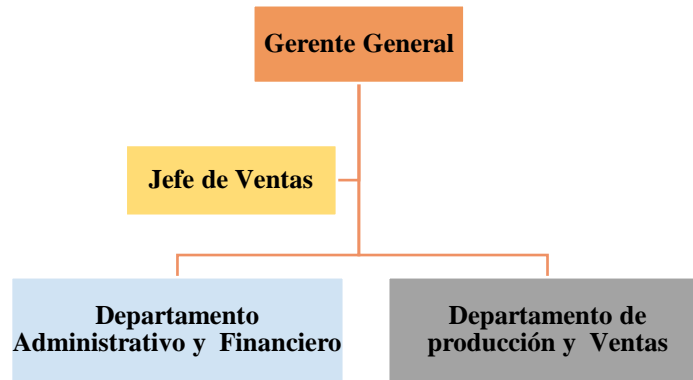 Gerente General
Jefe de Ventas
Departamento
Administrativo y Financiero
Departamento de
producción y Ventas